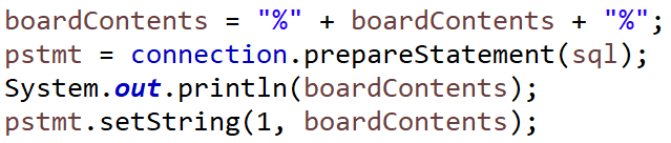 boardContents = "%" + boardContents + "%";
pstmt = connection.prepareStatement(sql);
System.out.println(boardContents);
pstmt.setString(1, boardContents);